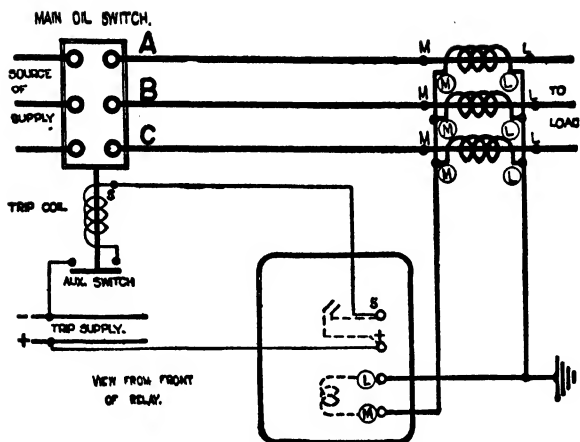 MAIN OIL SWITCH.
A
M
L
SOURCE
OF
SUPPLY
M
L
B
M
L
TO
LOAD
M
L
C
M
L
M
L
TRIP COIL
S
AUX. SWITCH
-
TRIP SUPPLY.
+
S
+
L
M
VIEW FROM FRONT
OF RELAY.